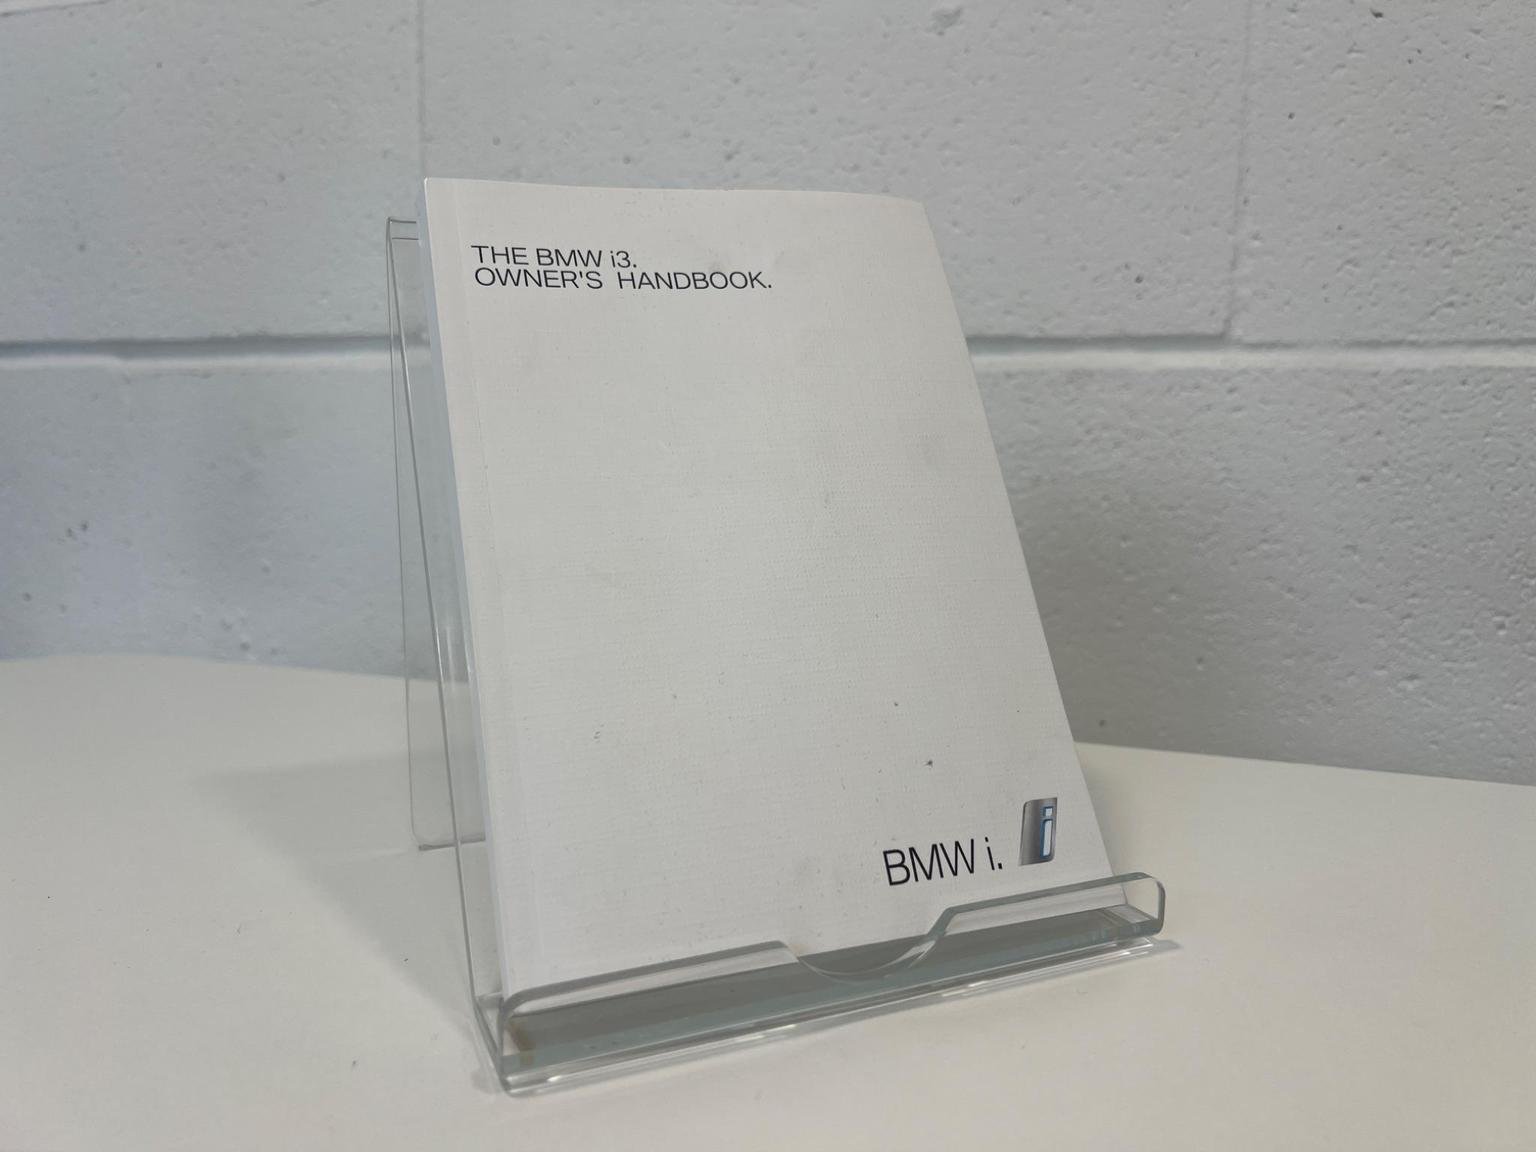 THE BMW i3.
OWNER'S HANDBOOK.
BMW i.
i